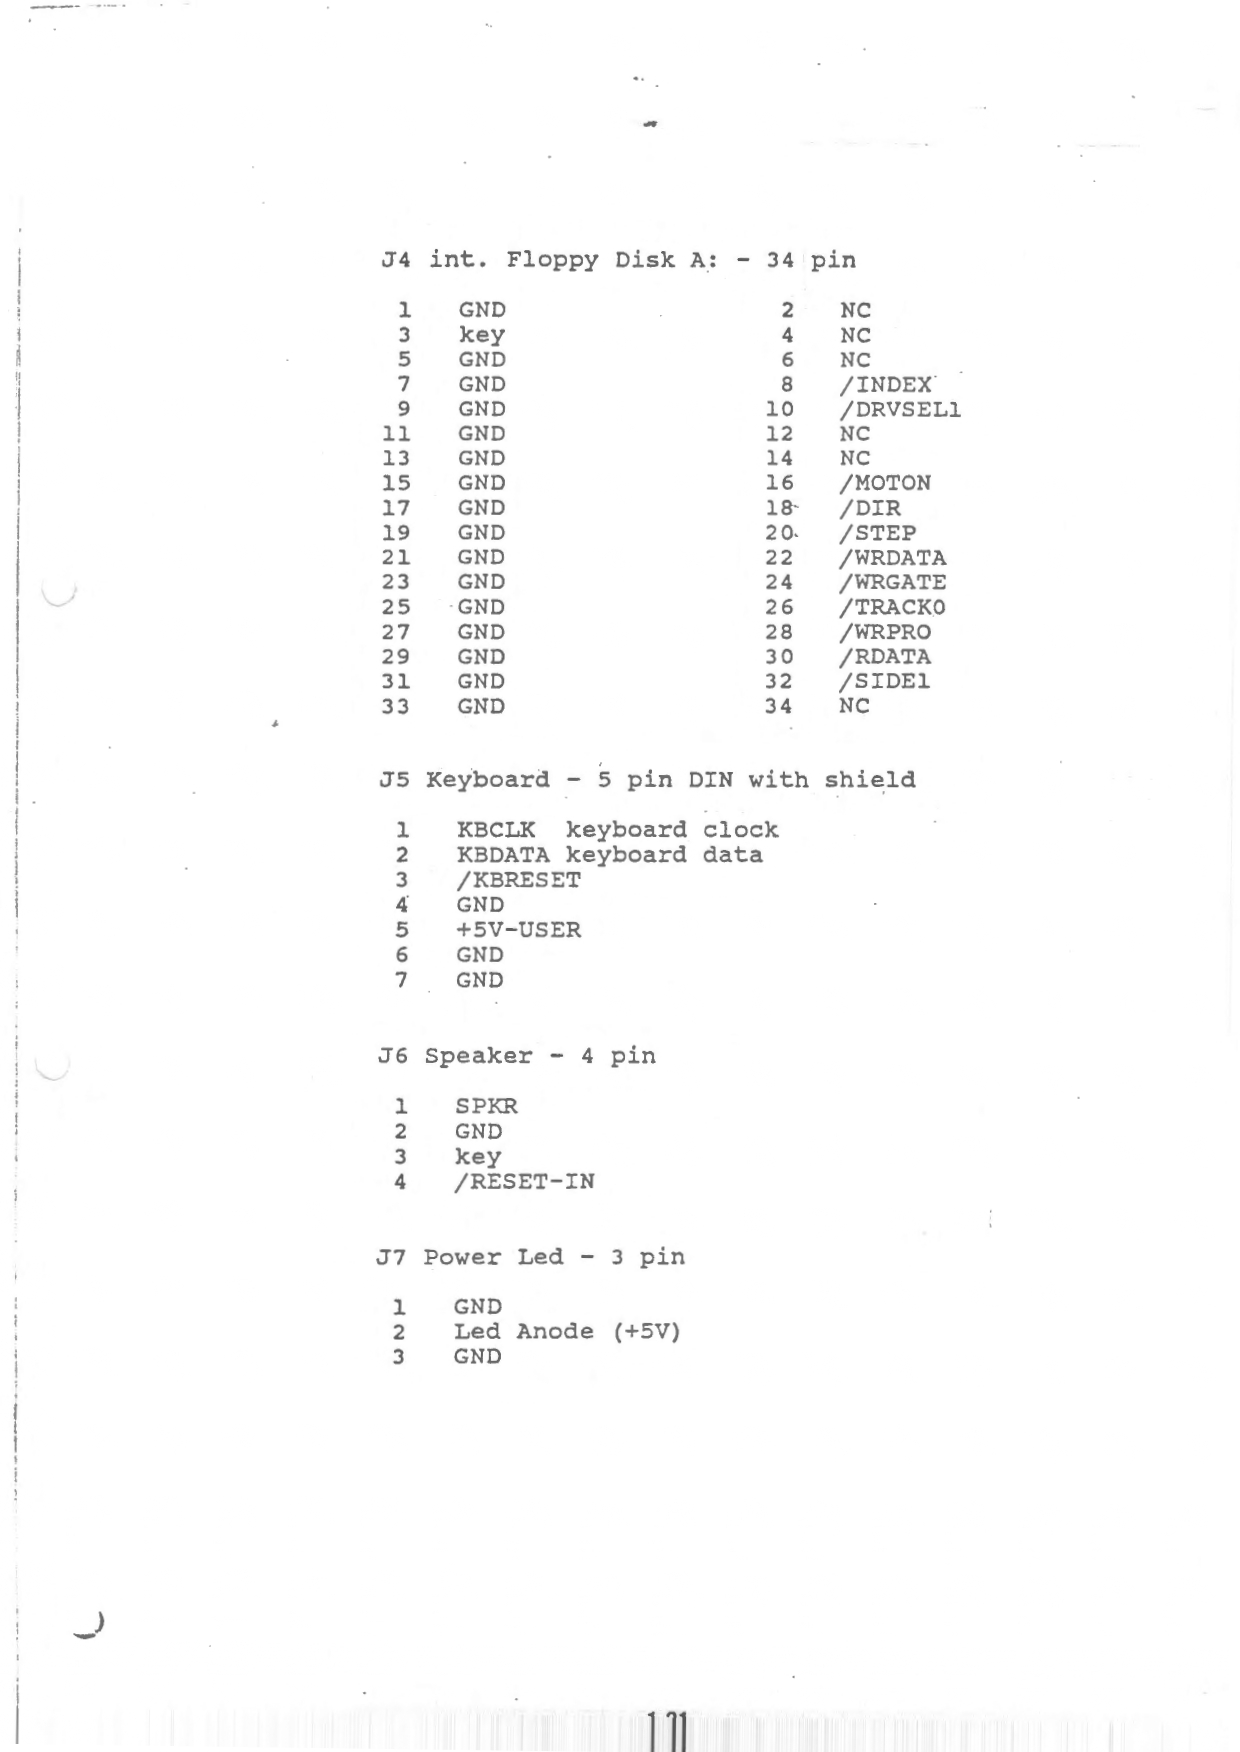 J4 int. Floppy Disk A: - 34 pin
1 GND 2 NC
3 key 4 NC
5 GND 6 NC
7 GND 8 /INDEX
9 GND 10 /DRVSEL1
11 GND 12 NC
13 GND 14 NC
15 GND 16 /MOTON
17 GND 18 /DIR
19 GND 20 /STEP
21 GND 22 /WRDATA
23 GND 24 /WRGATE
25 GND 26 /TRACK0
27 GND 28 /WRPRO
29 GND 30 /RDATA
31 GND 32 /SIDE1
33 GND 34 NC
J5 Keyboard - 5 pin DIN with shield
1 KBCLK keyboard clock
2 KBDATA keyboard data
3 /KBRESET
4 GND
5 +5V-USER
6 GND
7 GND
J6 Speaker - 4 pin
1 SPKR
2 GND
3 key
4 /RESET-IN
J7 Power Led - 3 pin
1 GND
2 Led Anode (+5V)
3 GND